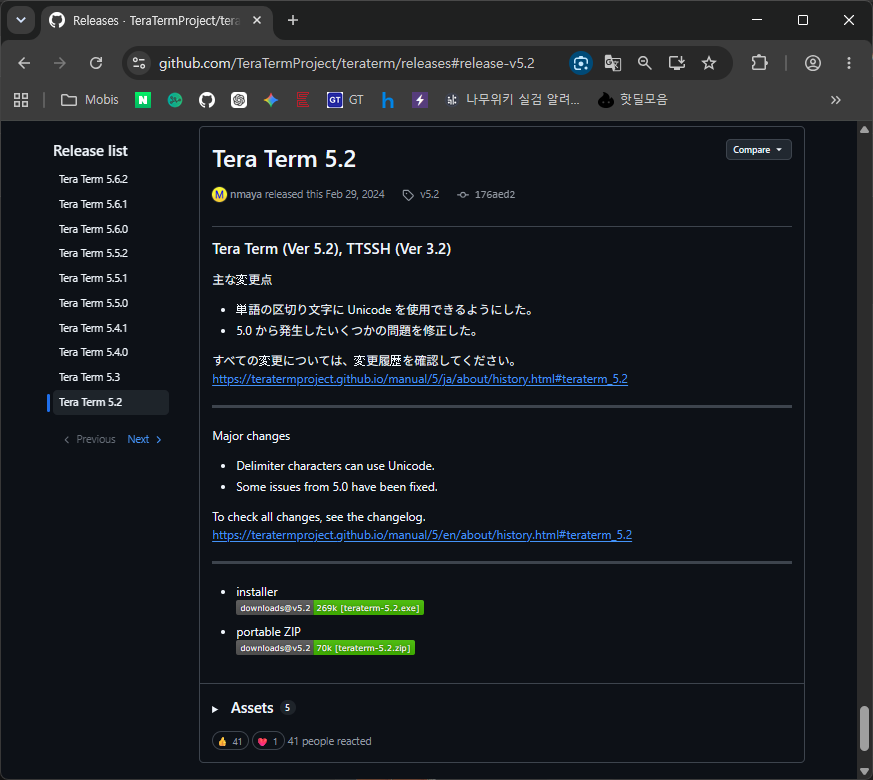 Releases · TeraTermProject/tera
github.com/TeraTermProject/teraterm/releases#release-v5.2
Mobis
N
GT GT
h
나무위키 실검 알려...
핫딜모음
Release list
Tera Term 5.6.2
Tera Term 5.6.1
Tera Term 5.6.0
Tera Term 5.5.2
Tera Term 5.5.1
Tera Term 5.5.0
Tera Term 5.4.1
Tera Term 5.4.0
Tera Term 5.3
Tera Term 5.2
Previous Next
Tera Term 5.2
Compare
M nmaya released this Feb 29, 2024 v5.2 176aed2
Tera Term (Ver 5.2), TTSSH (Ver 3.2)
主な変更点
単語の区切り文字に Unicode を使用できるようにした。
5.0 から発生したいくつかの問題を修正した。
すべての変更については、変更履歴を確認してください。
https://teratermproject.github.io/manual/5/ja/about/history.html#teraterm_5.2
Major changes
Delimiter characters can use Unicode.
Some issues from 5.0 have been fixed.
To check all changes, see the changelog.
https://teratermproject.github.io/manual/5/en/about/history.html#teraterm_5.2
installer
downloads@v5.2 269k [teraterm-5.2.exe]
portable ZIP
downloads@v5.2 70k [teraterm-5.2.zip]
Assets 5
41 1 41 people reacted